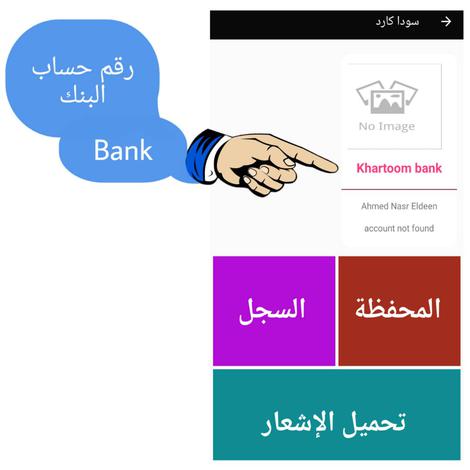 سودا كارد
رقم حساب
البنك
Bank
No Image
Khartoom bank
Ahmed Nasr Eldeen
account not found
المحفظة
السجل
تحميل الإشعار